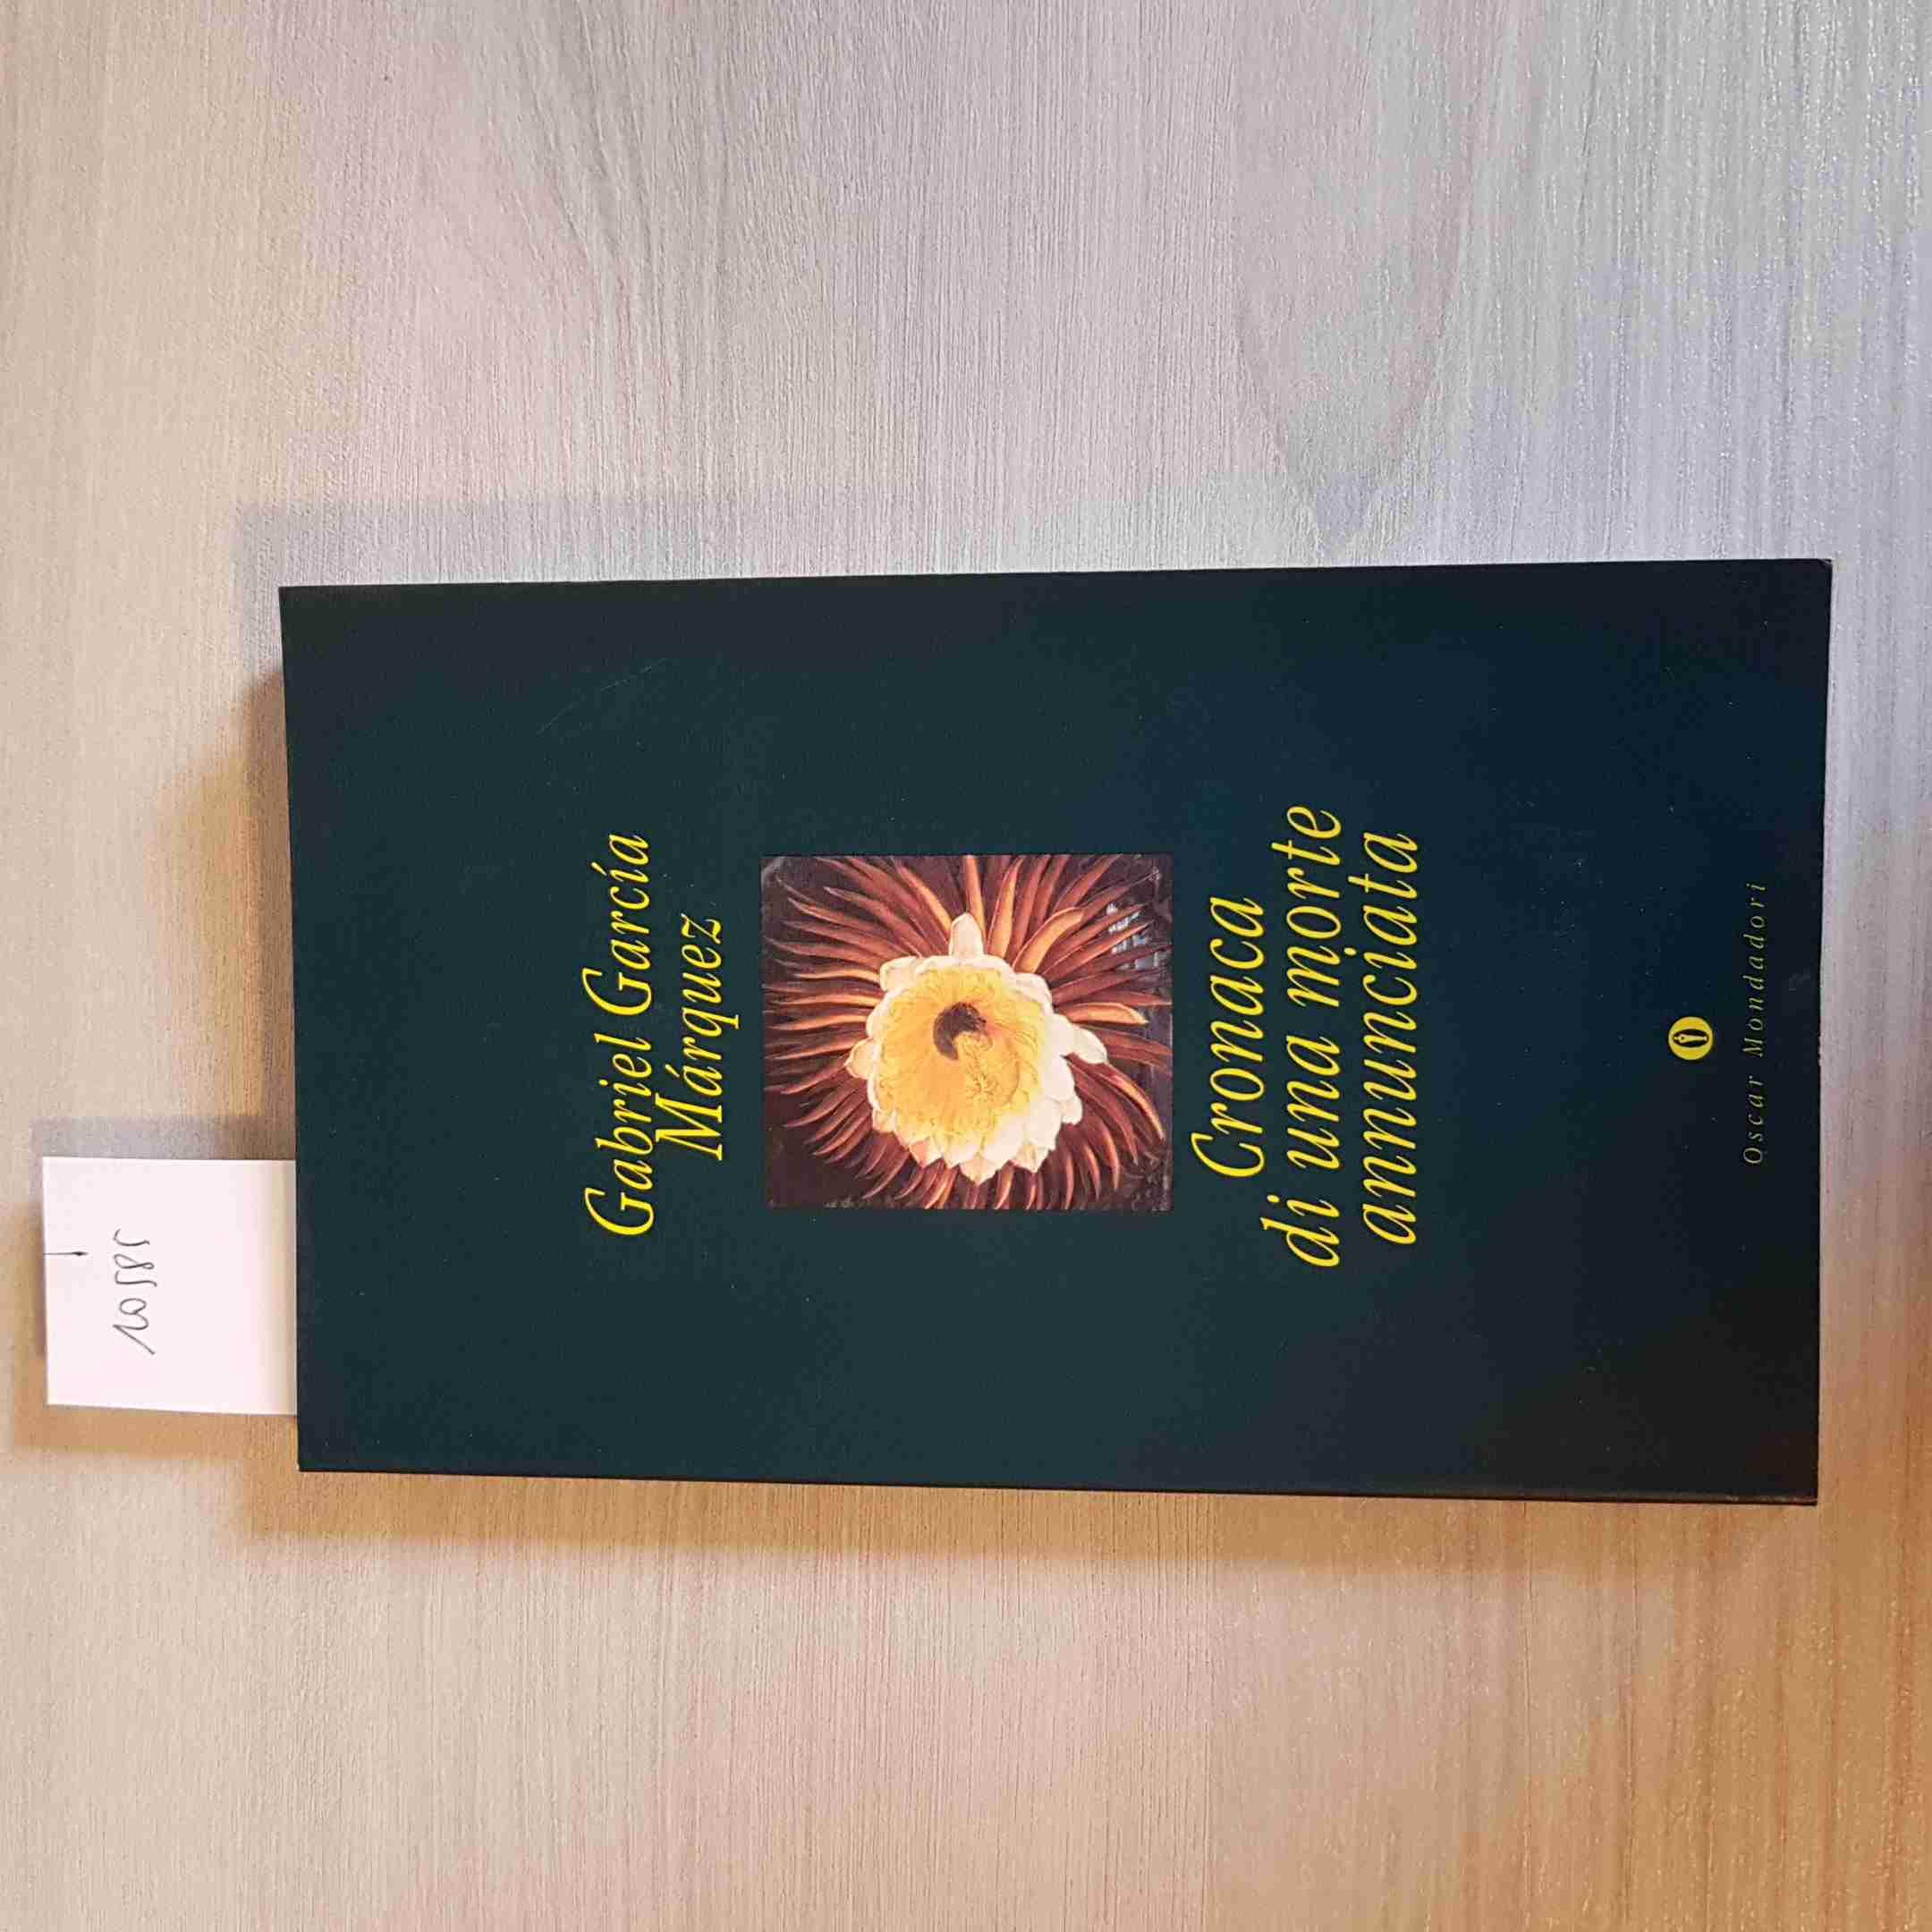 10585
Gabriel García
Márquez
Cronaca
di una morte
annunciata
Oscar Mondadori